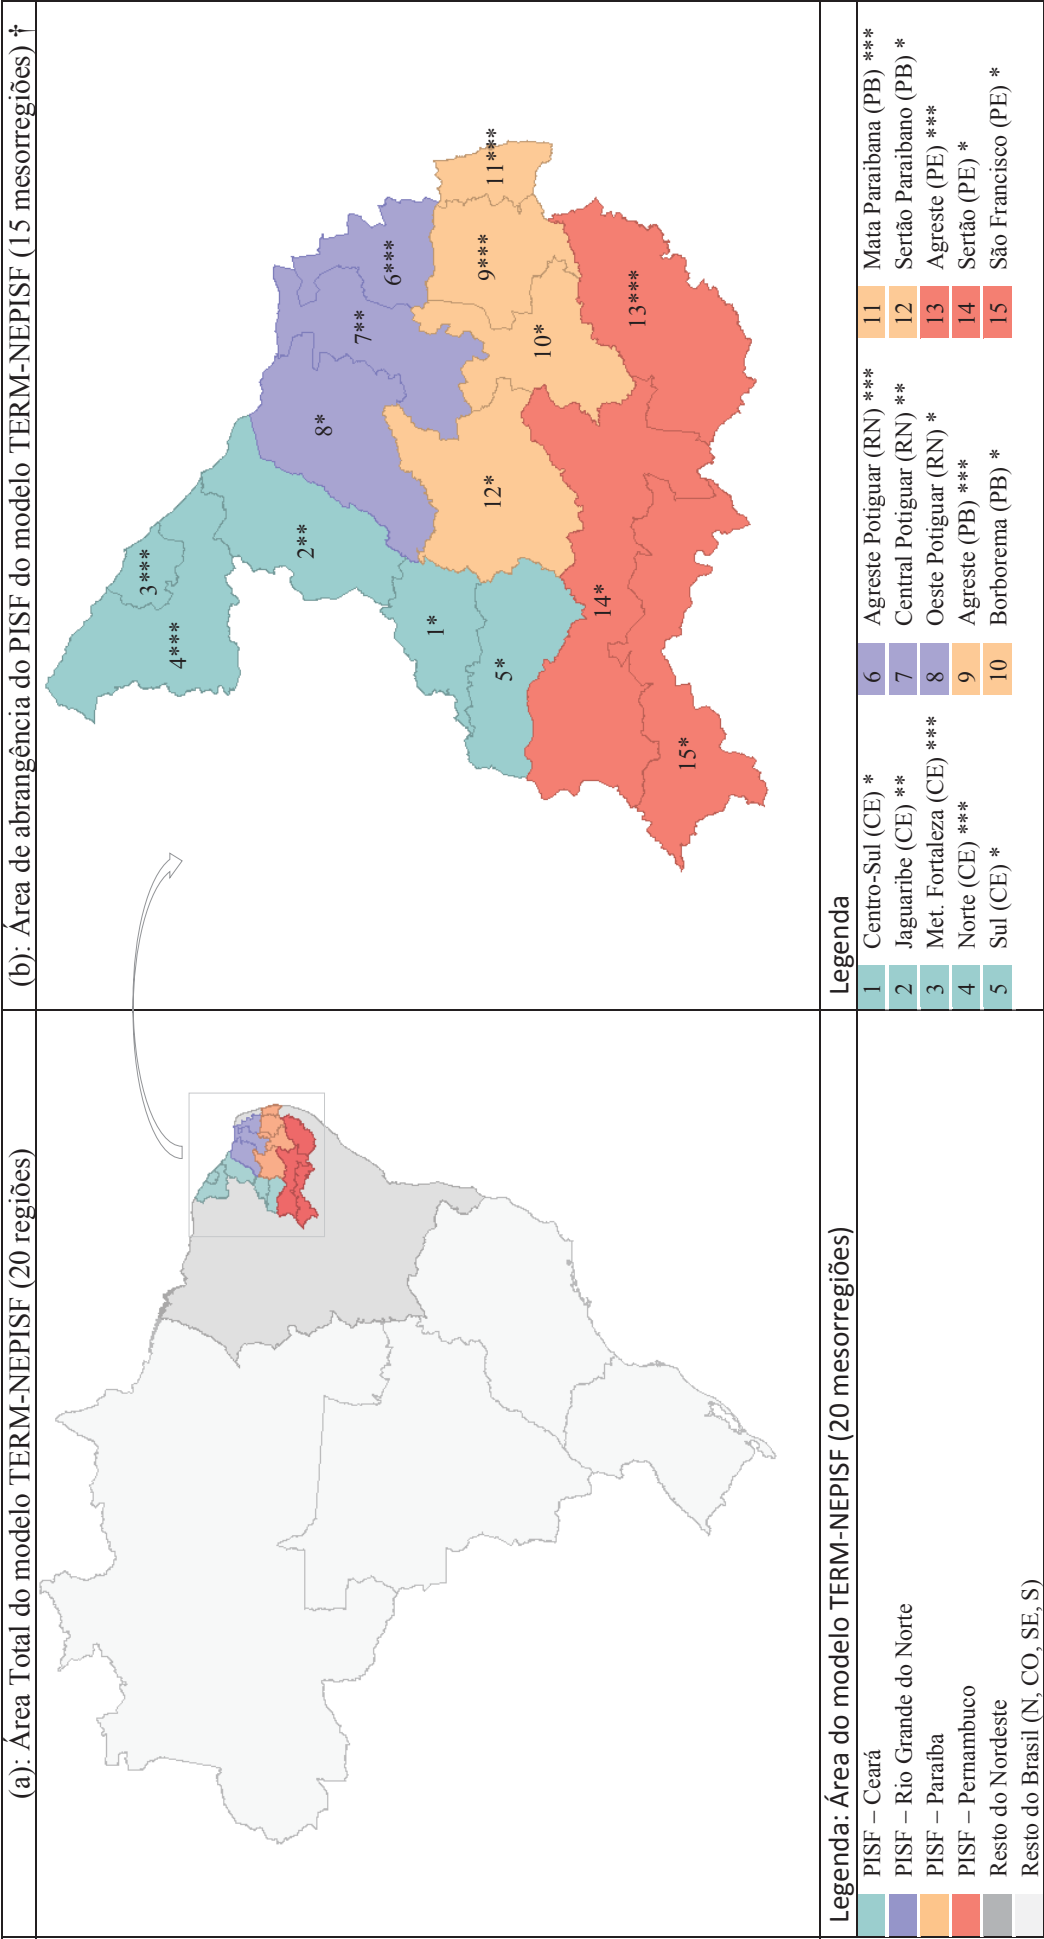 (a): Área Total do modelo TERM-NEPISF (20 regiões)
(b): Área de abrangência do PISF do modelo TERM-NEPISF (15 mesorregiões) †
4***
3***
2**
8*
7**
6***
1*
5*
12*
10*
9***
11***
14*
13***
15*
Legenda: Área do modelo TERM-NEPISF (20 mesorregiões)
PISF – Ceará
PISF – Rio Grande do Norte
PISF – Paraíba
PISF – Pernambuco
Resto do Nordeste
Resto do Brasil (N, CO, SE, S)
Legenda
1 Centro-Sul (CE) *
2 Jaguaribe (CE) **
3 Met. Fortaleza (CE) ***
4 Norte (CE) ***
5 Sul (CE) *
6 Agreste Potiguar (RN) ***
7 Central Potiguar (RN) **
8 Oeste Potiguar (RN) *
9 Agreste (PB) ***
10 Borborema (PB) *
11 Mata Paraibana (PB) ***
12 Sertão Paraibano (PB) *
13 Agreste (PE) ***
14 Sertão (PE) *
15 São Francisco (PE) *